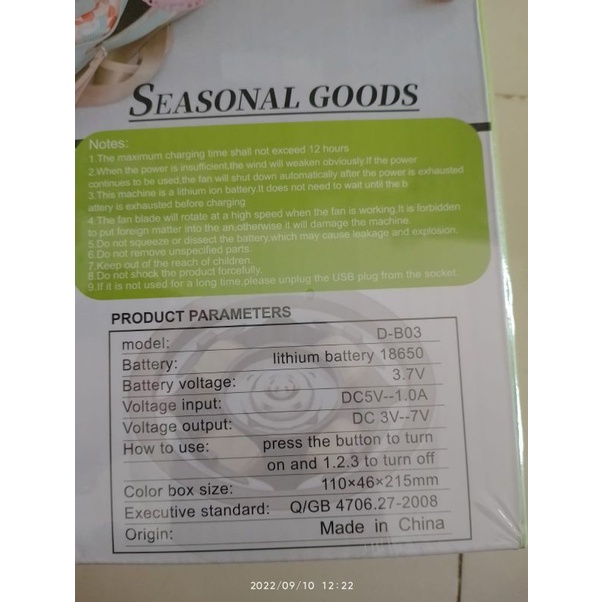 SEASONAL GOODS
Notes:
1 The maximum charging time shall not exceed 12 hours
2.When the power is insufficient,the wind will weaken obviously.If the power
continues to be used,the fan will shut down automatically after the power is exhausted
3.This machine is a lithium ion battery.It does not need to wait until the b
attery is exhausted before charging
4.The fan blade will rotate at a high speed when the fan is working.It is forbidden
to put foreign matter into the an,otherwise it will damage the machine.
5.Do not squeeze or dissect the battery,which may cause leakage and explosion.
6.Do not remove unspecified parts.
7.Keep out of the reach of children.
8.Do not shock the product forcefully.
9.If it is not used for a long time,please unplug the USB plug from the socket.
PRODUCT PARAMETERS
model: D-B03
Battery: lithium battery 18650
Battery voltage: 3.7V
Voltage input: DC5V--1.0A
Voltage output: DC 3V--7V
How to use: press the button to turn
on and 1.2.3 to turn off
Color box size: 110×46×215mm
Executive standard: Q/GB 4706.27-2008
Origin: Made in China
2022/09/10 12:22